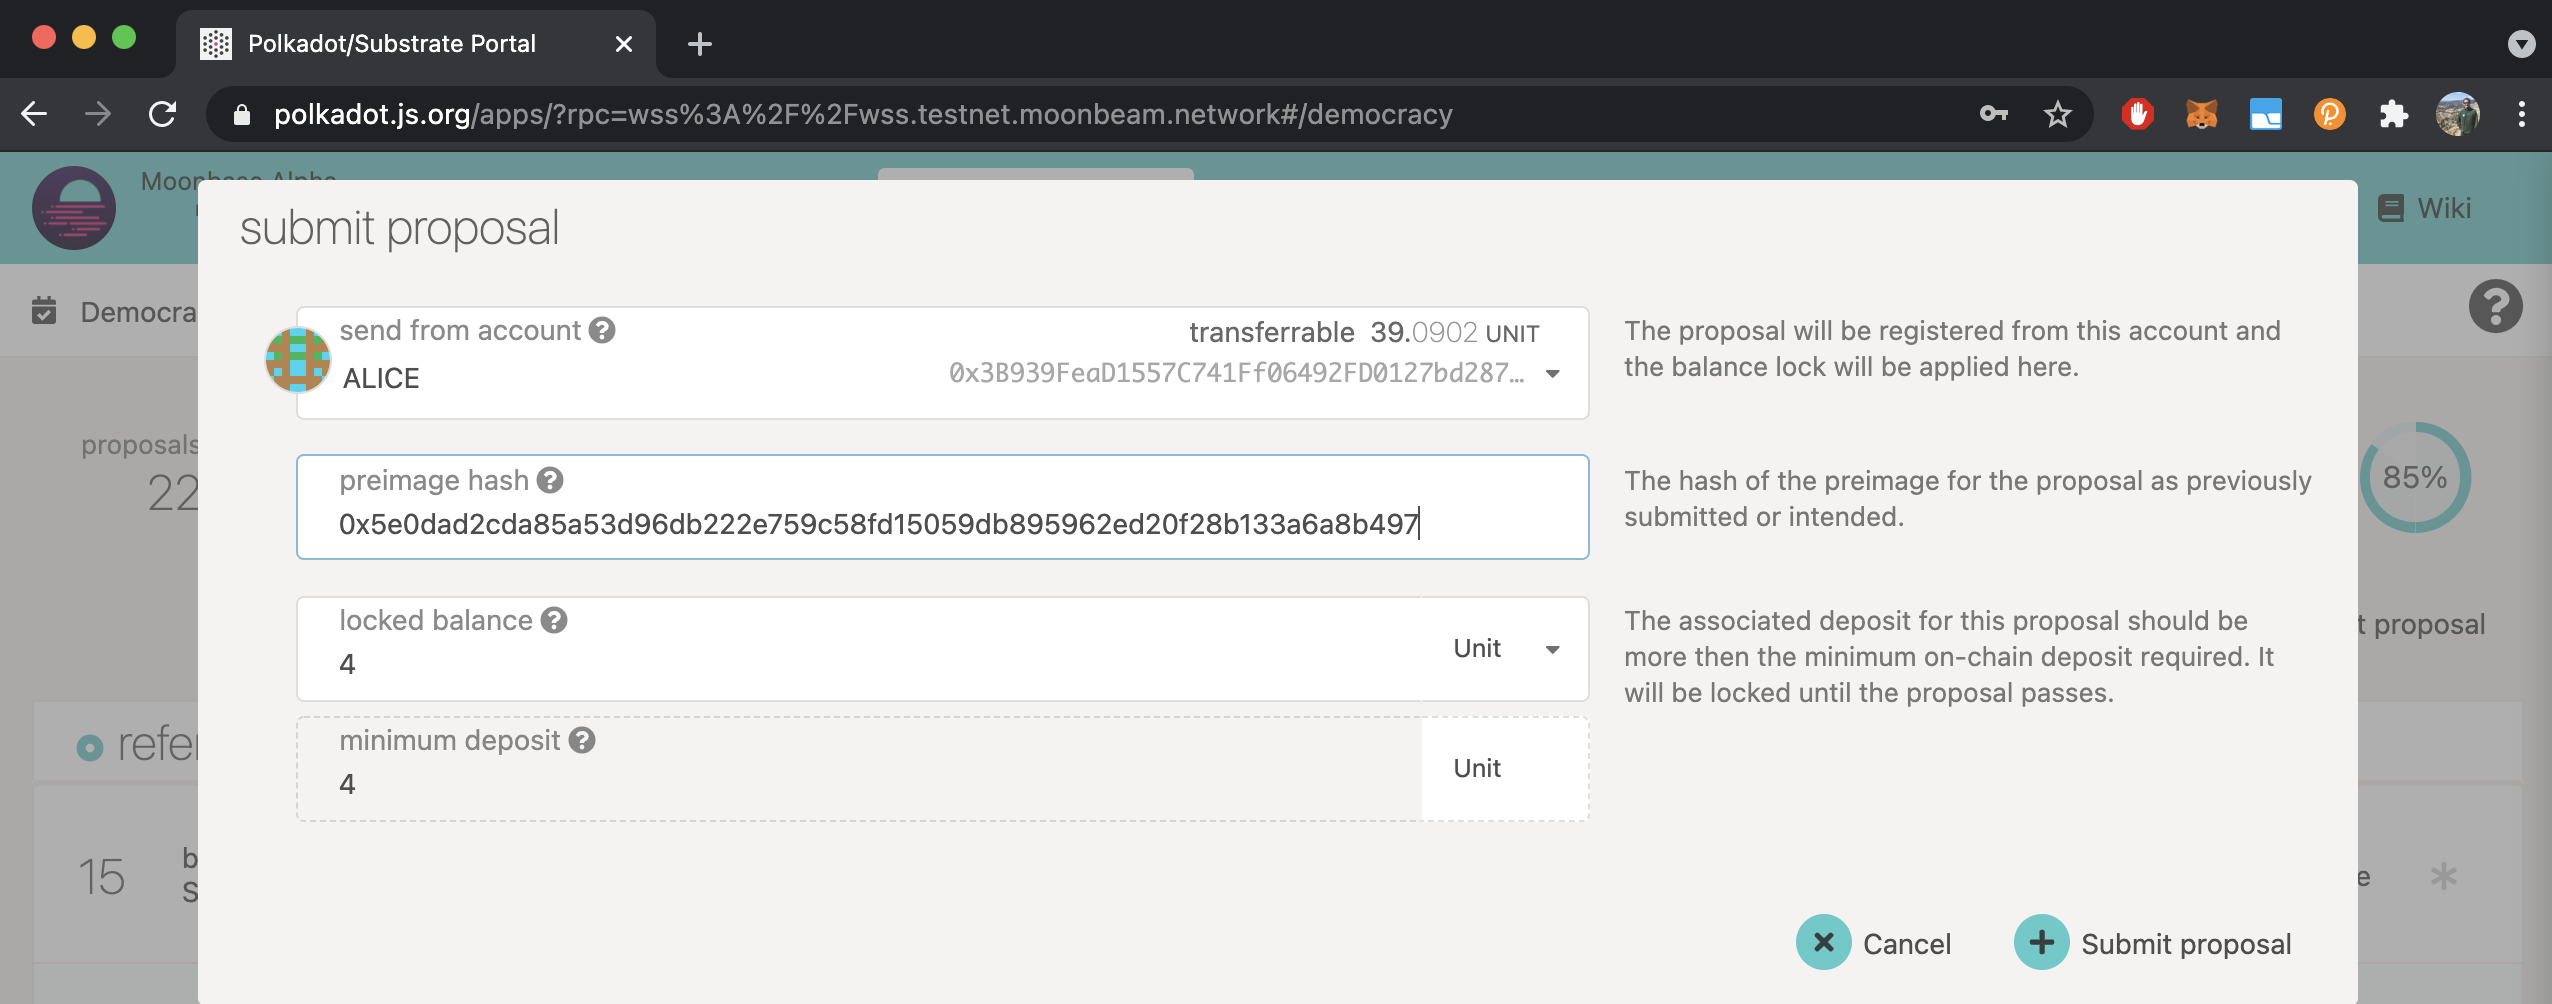 Polkadot/Substrate Portal
polkadot.js.org/apps/?rpc=wss%3A%2F%2Fwss.testnet.moonbeam.network#/democracy
Wiki
submit proposal
send from account
transferrable 39.0902 UNIT
ALICE
0x3B939FeaD1557C741Ff06492FD0127bd287...
The proposal will be registered from this account and
the balance lock will be applied here.
proposals
22
preimage hash
0x5e0dad2cda85a53d96db222e759c58fd15059db895962ed20f28b133a6a8b497
The hash of the preimage for the proposal as previously
submitted or intended.
85%
locked balance
4
Unit
The associated deposit for this proposal should be
more then the minimum on-chain deposit required. It
will be locked until the proposal passes.
t proposal
minimum deposit
4
Unit
15
Cancel
Submit proposal